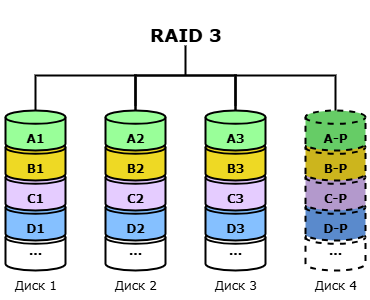 RAID 3
A1 A2 A3 A-P
B1 B2 B3 B-P
C1 C2 C3 C-P
D1 D2 D3 D-P
... ... ... ...
Диск 1 Диск 2 Диск 3 Диск 4